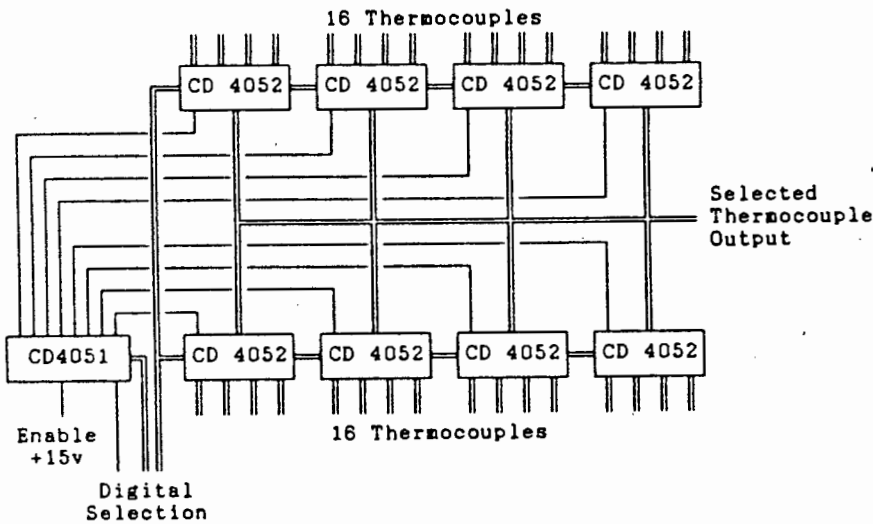 16 Thermocouples
CD 4052 CD 4052 CD 4052 CD 4052
Selected
Thermocouple
Output
CD4051 CD 4052 CD 4052 CD 4052 CD 4052
Enable
+15v
16 Thermocouples
Digital
Selection